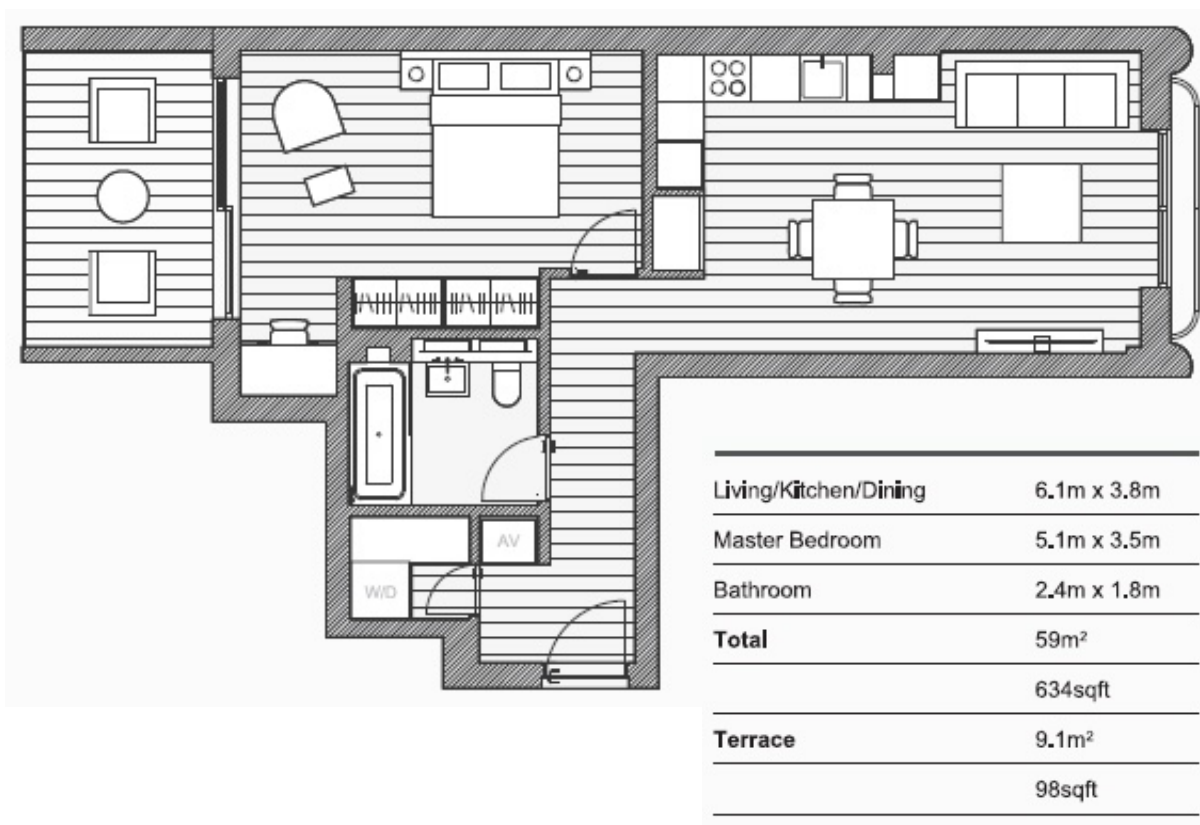 AV
W/D
Living/Kitchen/Dining 6.1m x 3.8m
Master Bedroom 5.1m x 3.5m
Bathroom 2.4m x 1.8m
Total 59m²
634sqft
Terrace 9.1m²
98sqft